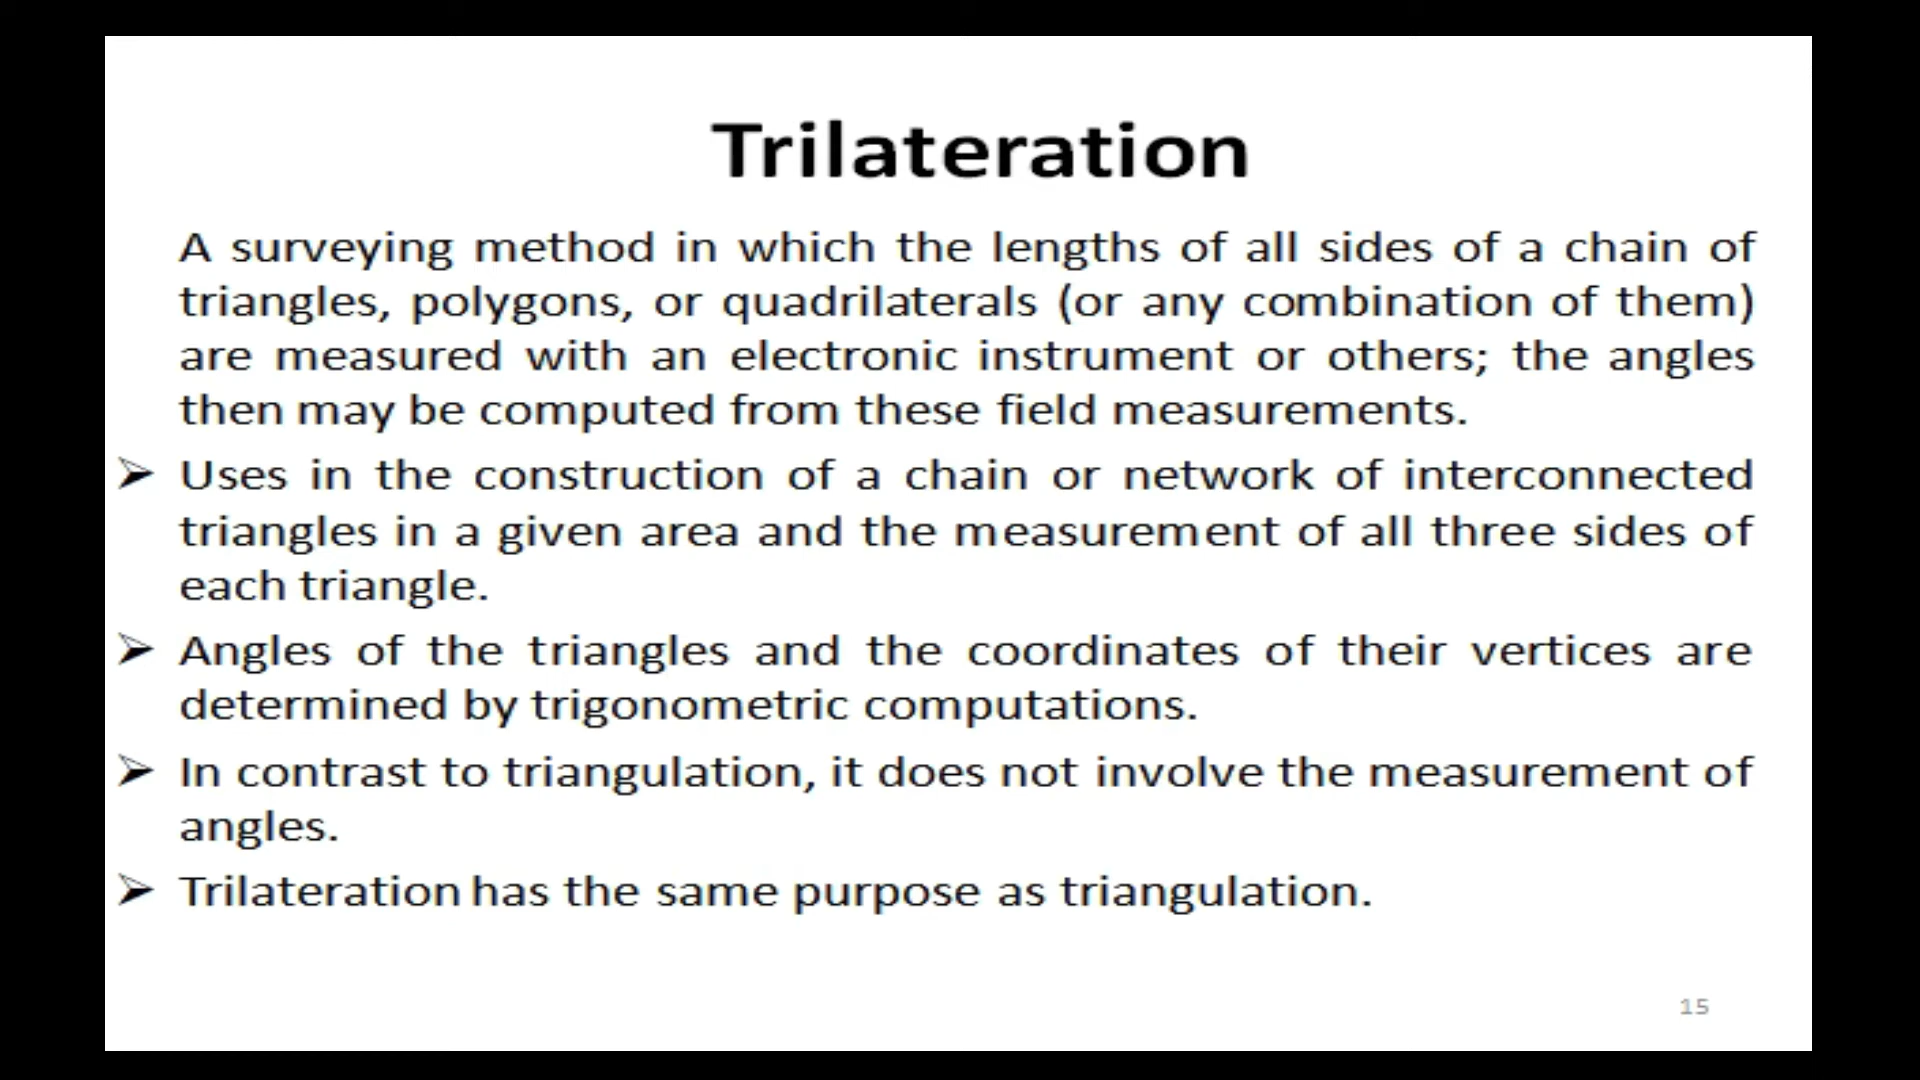 Trilateration
A surveying method in which the lengths of all sides of a chain of
triangles, polygons, or quadrilaterals (or any combination of them)
are measured with an electronic instrument or others; the angles
then may be computed from these field measurements.
➢ Uses in the construction of a chain or network of interconnected
triangles in a given area and the measurement of all three sides of
each triangle.
➢ Angles of the triangles and the coordinates of their vertices are
determined by trigonometric computations.
➢ In contrast to triangulation, it does not involve the measurement of
angles.
➢ Trilateration has the same purpose as triangulation.
15